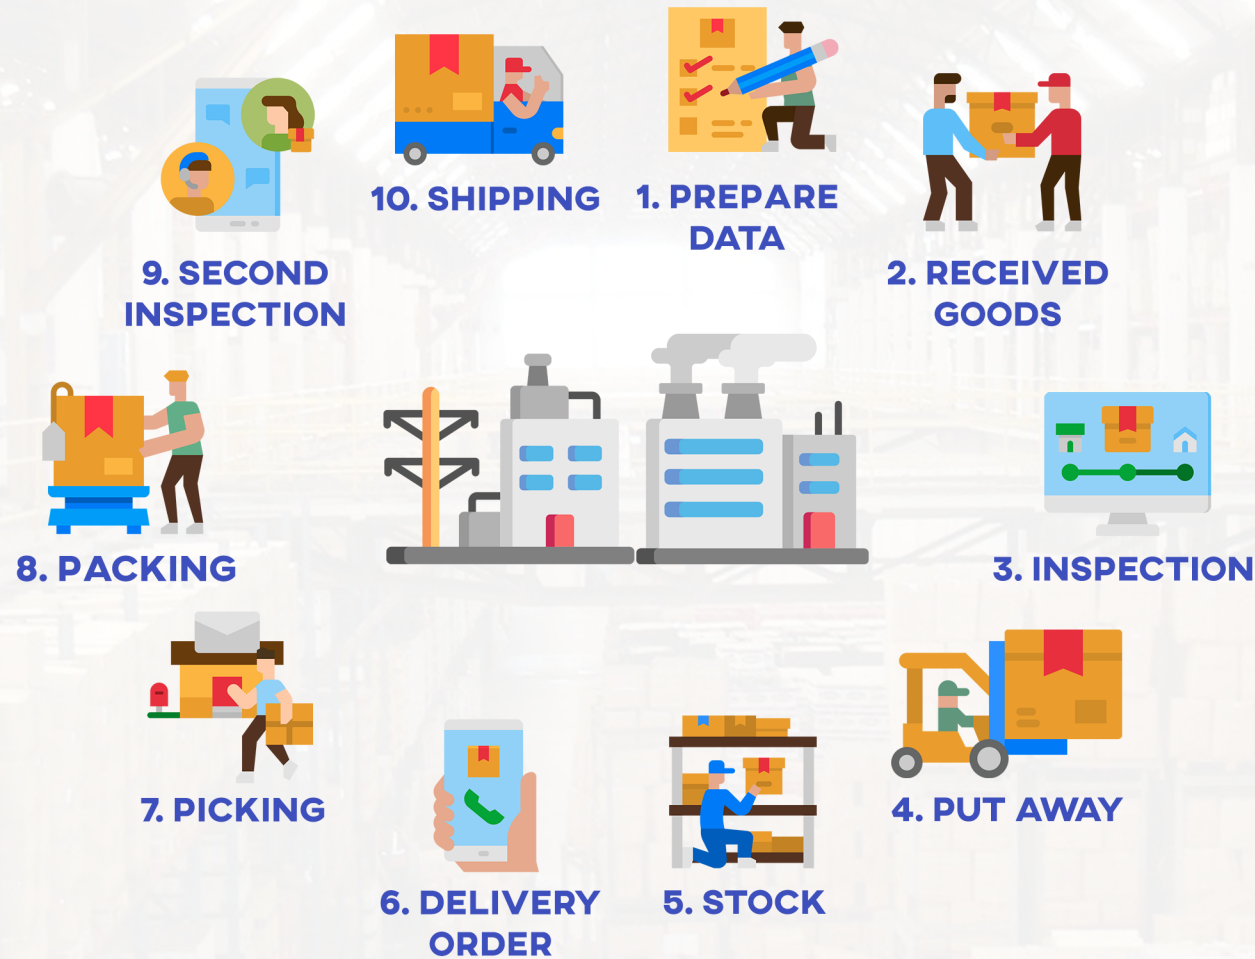 1. PREPARE
DATA
2. RECEIVED
GOODS
3. INSPECTION
4. PUT AWAY
5. STOCK
6. DELIVERY
ORDER
7. PICKING
8. PACKING
9. SECOND
INSPECTION
10. SHIPPING